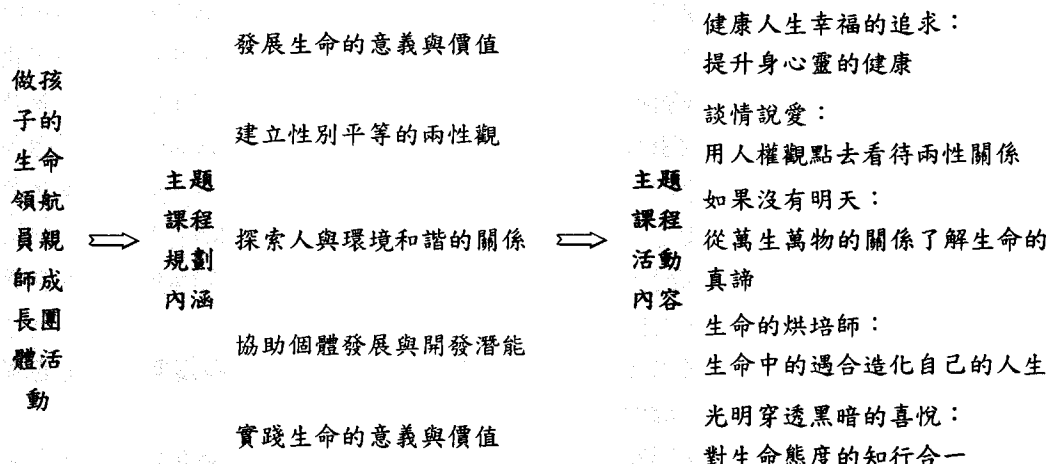 做孩
子的
生命
領航
員親
師成
長團
體活
動
主題
課程
規劃
內涵
發展生命的意義與價值
建立性別平等的兩性觀
探索人與環境和諧的關係
協助個體發展與開發潛能
實踐生命的意義與價值
主題
課程
活動
內容
健康人生幸福的追求：
提升身心靈的健康
談情說愛：
用人權觀點去看待兩性關係
如果沒有明天：
從萬生萬物的關係了解生命的
真諦
生命的烘培師：
生命中的遇合造化自己的人生
光明穿透黑暗的喜悅：
對生命態度的知行合一